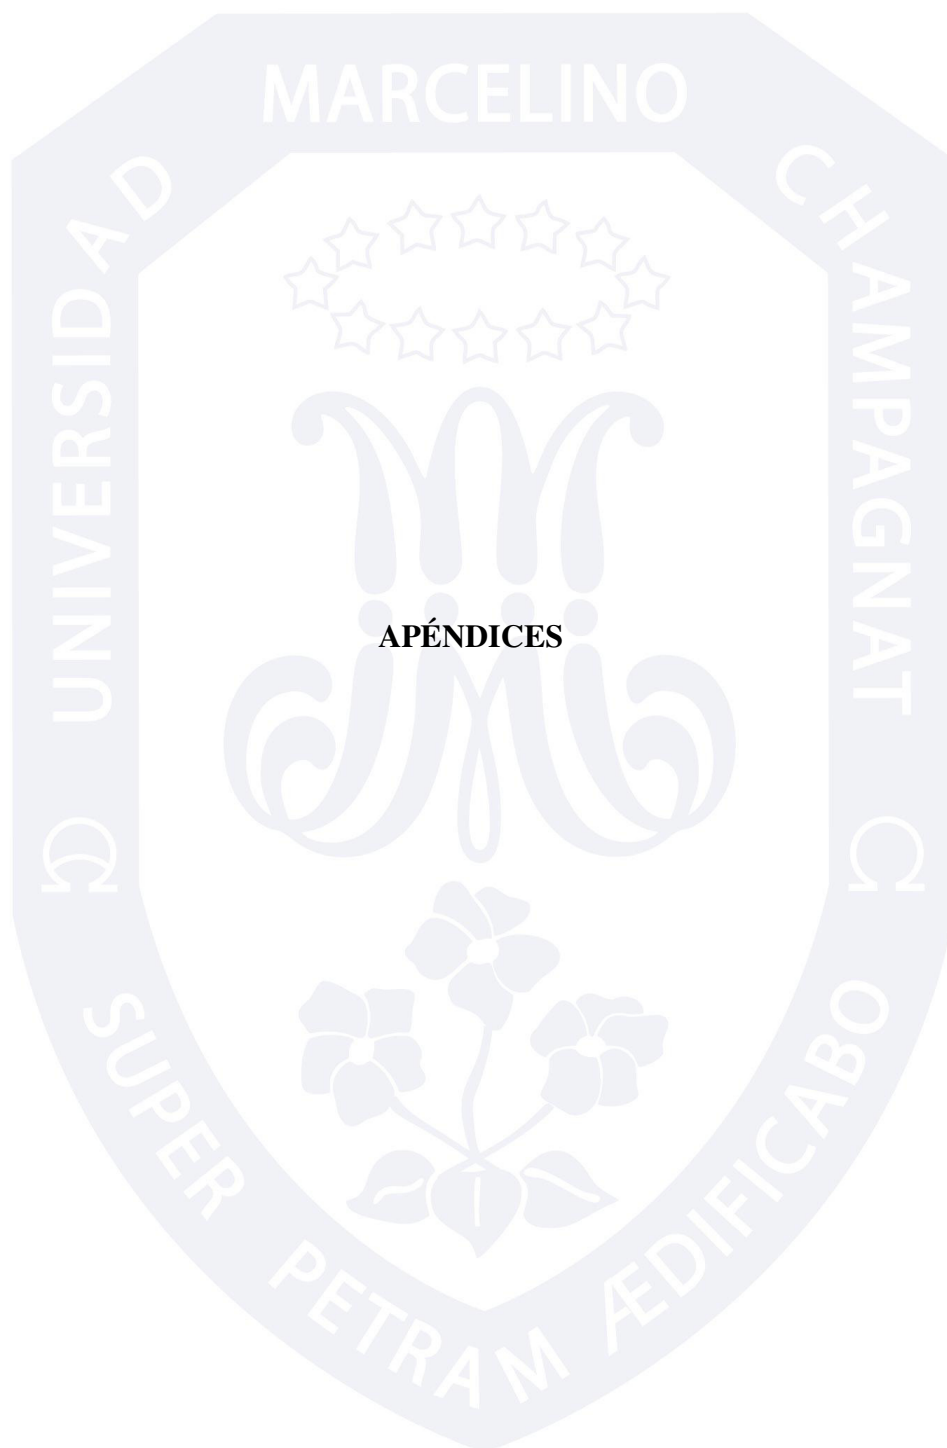 MARCELINO
UNIVERSIDAD
CHAMPAGNAT
APÉNDICES
SUPER PETRAM ÆDIFICABO